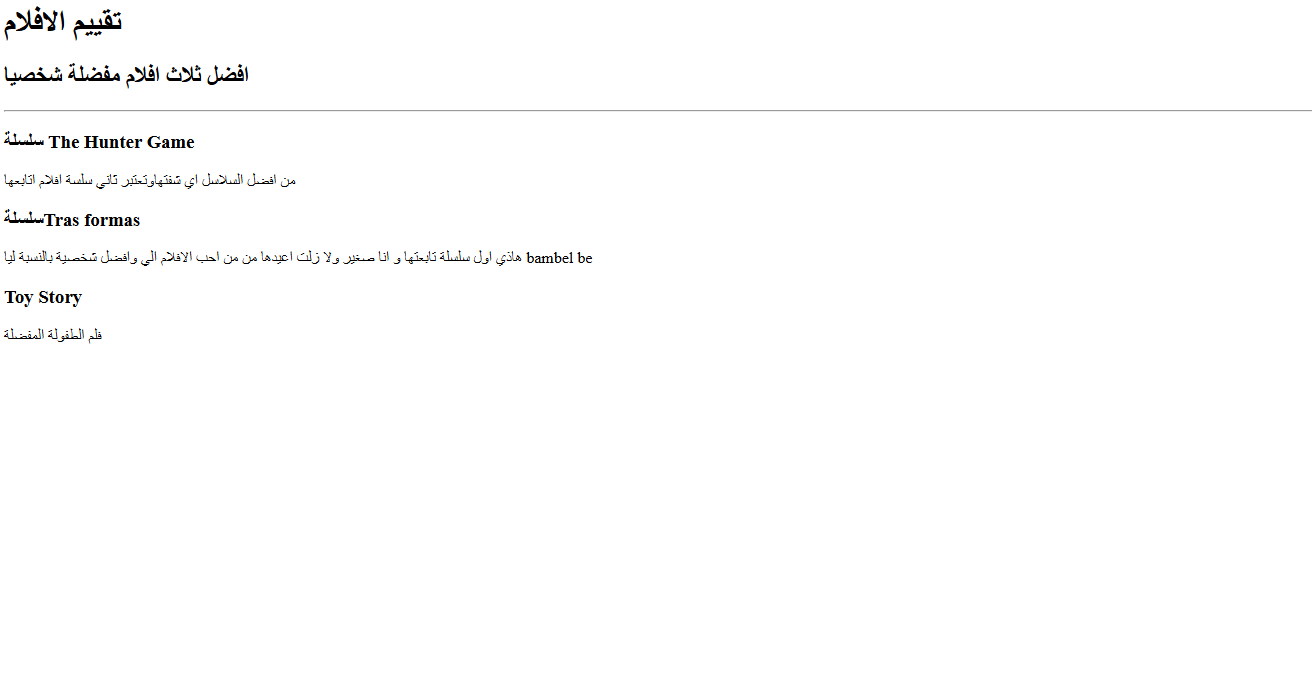 تقييم الافلام
افضل ثلاث افلام مفضلة شخصيا
سلسلة The Hunter Game
من افضل السلاسل اي شفتهاوتعتبر ثاني سلسة افلام اتابعها
سلسلةTras formas
هاذي اول سلسلة تابعتها و انا صغير ولا زلت اعيدها من من احب الافلام الي وافضل شخصية بالنسبة ليا bambel be
Toy Story
فلم الطفولة المفضلة